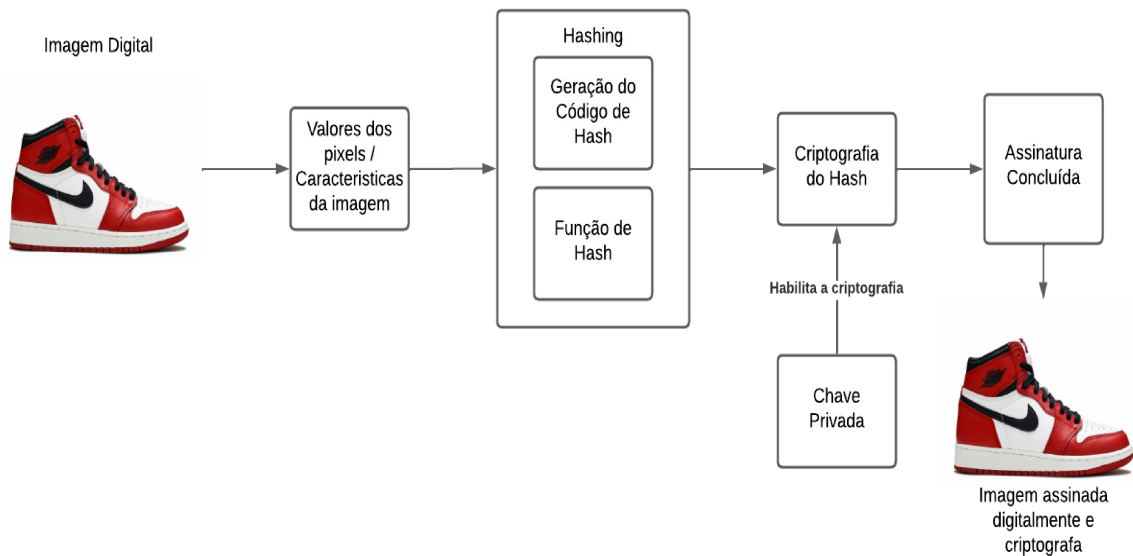 Imagem Digital
Valores dos
pixels /
Caracteristicas
da imagem
Hashing
Geração do
Código de
Hash
Função de
Hash
Criptografia
do Hash
Habilita a criptografia
Chave
Privada
Assinatura
Concluída
Imagem assinada
digitalmente e
criptografa